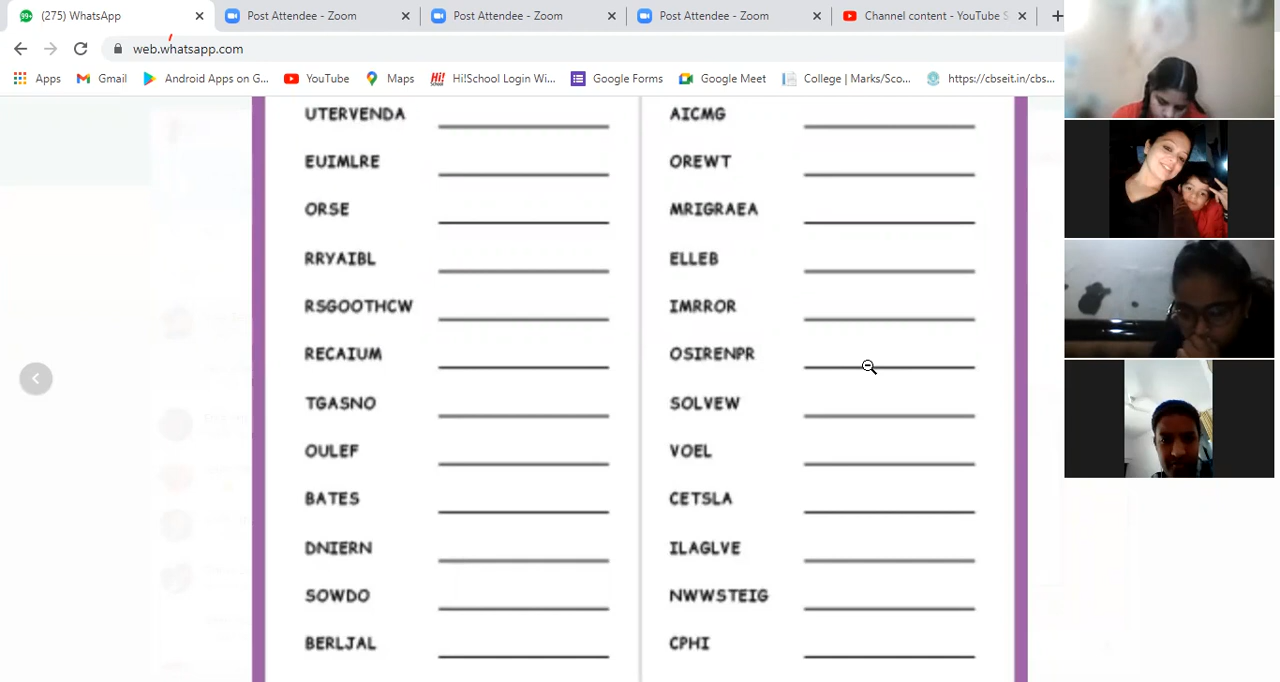 (275) WhatsApp
Post Attendee - Zoom
Post Attendee - Zoom
Post Attendee - Zoom
Channel content - YouTube S
web.whatsapp.com
Apps
Gmail
Android Apps on G...
YouTube
Maps
Hi! Hi!School Login Wi...
Google Forms
Google Meet
College | Marks/Sco...
https://cbseit.in/cbs...
UTERVENDA
AICMG
EUIMLRE
OREWT
ORSE
MRIGRAEA
RRYAIBL
ELLEB
RSGOOTHCW
IMRROR
RECAIUM
OSIRENPR
TGASNO
SOLVEW
OULEF
VOEL
BATES
CETSLA
DNIERN
ILAGLVE
SOWDO
NWWSTEIG
BERLJAL
CPHI